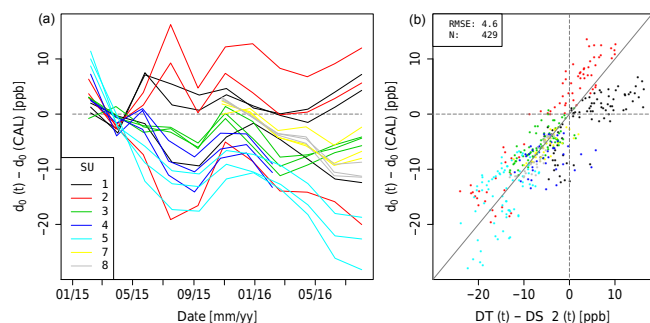 (a)
d₀ (t) − d₀ (CAL) [ppb]
10
0
−10
−20
SU
1
2
3
4
5
7
8
01/15
05/15
09/15
01/16
05/16
Date [mm/yy]
(b)
d₀ (t) − d₀ (CAL) [ppb]
10
0
−10
−20
RMSE: 4.6
N: 429
−20
−10
0
10
DT (t) − DS_2 (t) [ppb]